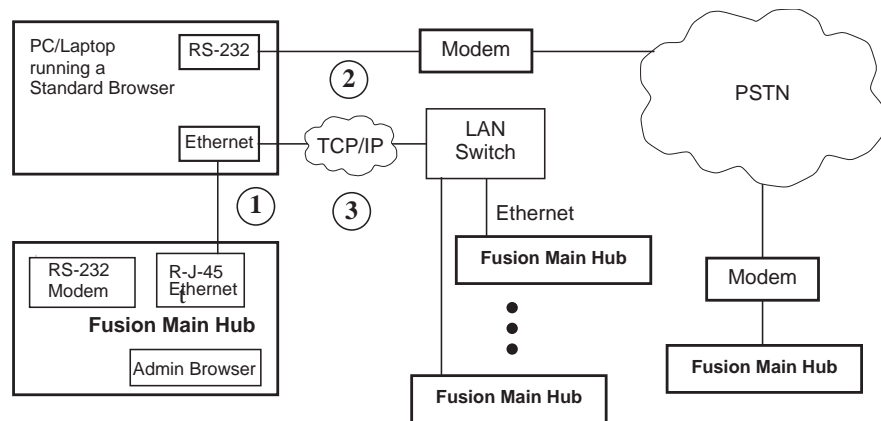 PC/Laptop
running a
Standard Browser
RS-232
Modem
2
PSTN
Ethernet
TCP/IP
LAN
Switch
1
3
Ethernet
RS-232
Modem
R-J-45
Ethernet
Fusion Main Hub
Admin Browser
Fusion Main Hub
Fusion Main Hub
Modem
Fusion Main Hub